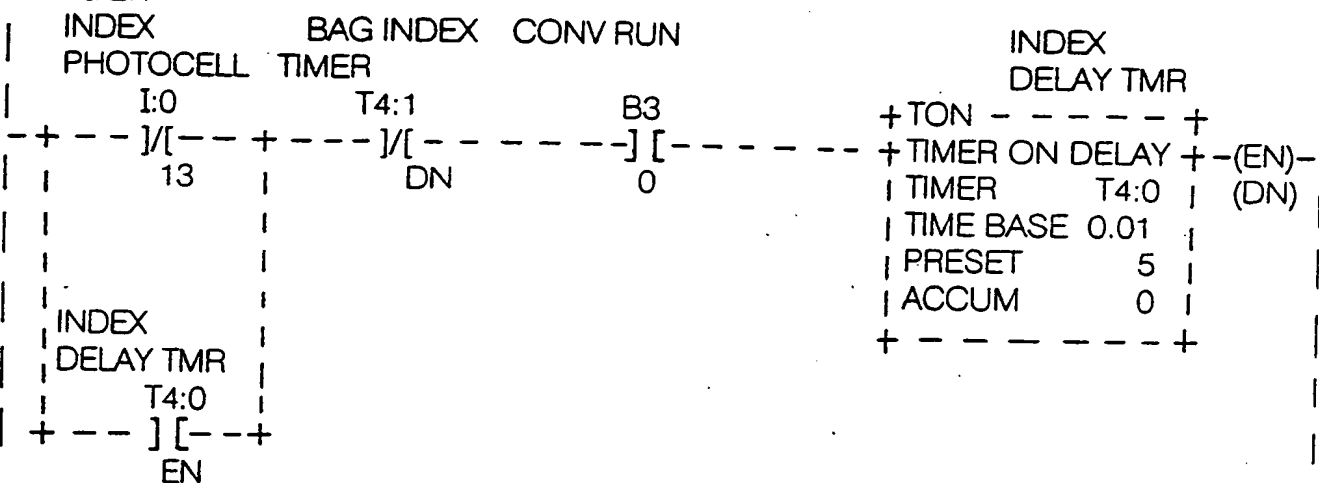 INDEX BAG INDEX CONV RUN
PHOTOCELL TIMER
I:0 T4:1 B3
]/[ ]/[ ] [
13 DN 0
INDEX
DELAY TMR
T4:0
] [
EN
INDEX
DELAY TMR
TON
TIMER ON DELAY (EN)
TIMER T4:0 (DN)
TIME BASE 0.01
PRESET 5
ACCUM 0